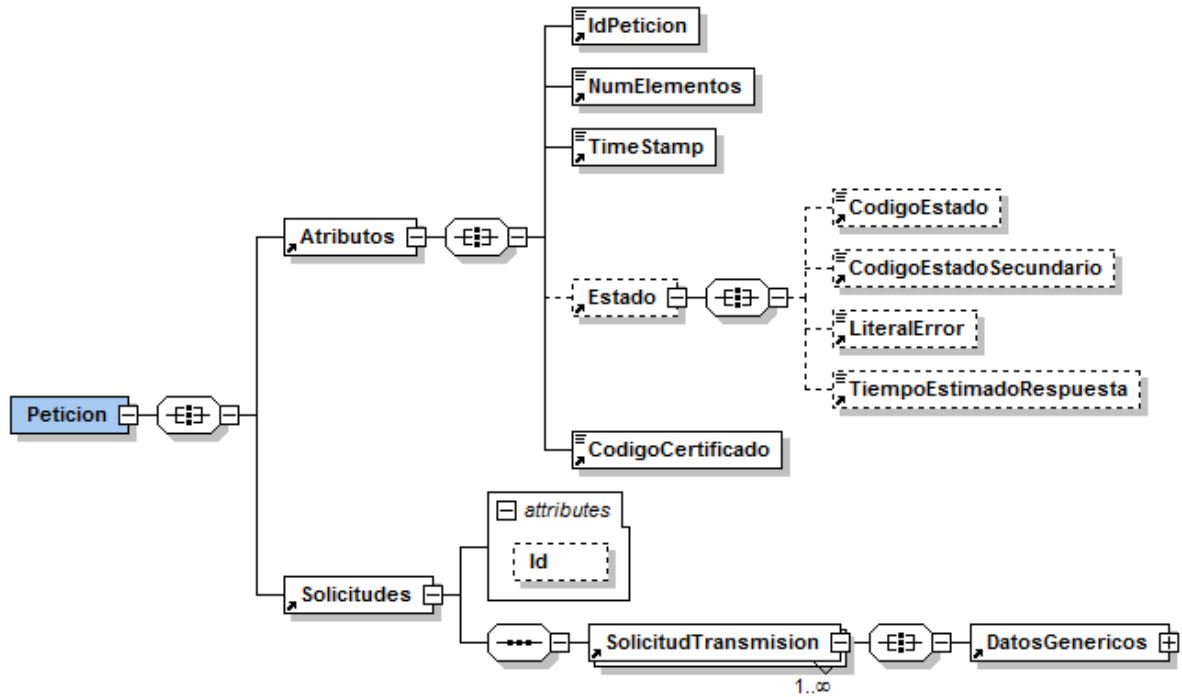 IdPeticion
NumElementos
TimeStamp
CodigoEstado
Atributos
CodigoEstadoSecundario
Estado
LiteralError
TiempoEstimadoRespuesta
Peticion
CodigoCertificado
attributes
Id
Solicitudes
SolicitudTransmision
DatosGenericos
1..∞